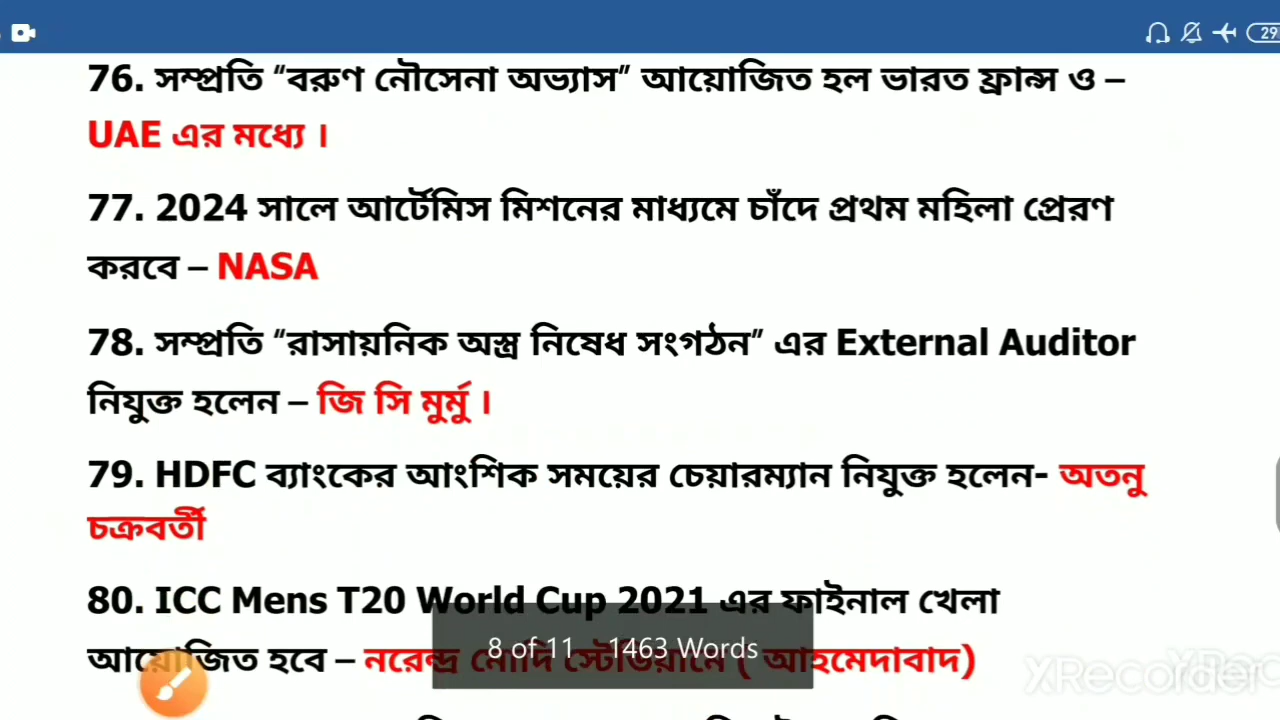 29
76. সম্প্রতি “বরুণ নৌসেনা অভ্যাস” আয়োজিত হল ভারত ফ্রান্স ও –
UAE এর মধ্যে ।
77. 2024 সালে আর্টেমিস মিশনের মাধ্যমে চাঁদে প্রথম মহিলা প্রেরণ
করবে – NASA
78. সম্প্রতি “রাসায়নিক অস্ত্র নিষেধ সংগঠন” এর External Auditor
নিযুক্ত হলেন – জি সি মুর্মু ।
79. HDFC ব্যাংকের আংশিক সময়ের চেয়ারম্যান নিযুক্ত হলেন- অতনু
চক্রবর্তী
80. ICC Mens T20 World Cup 2021 এর ফাইনাল খেলা
আয়োজিত হবে – নরেন্দ্র মোদি স্টেডিয়ামে ( আহমেদাবাদ)
8 of 11 1463 Words
XRecorder